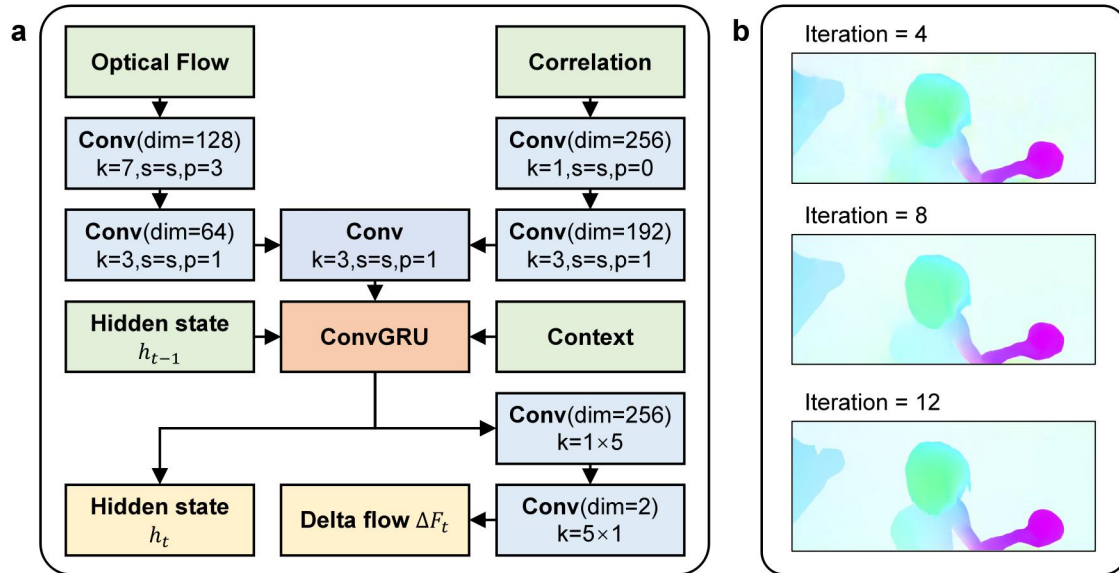 a
Optical Flow
Correlation
Conv(dim=128)
k=7,s=s,p=3
Conv(dim=256)
k=1,s=s,p=0
Conv(dim=64)
k=3,s=s,p=1
Conv
k=3,s=s,p=1
Conv(dim=192)
k=3,s=s,p=1
Hidden state
h_{t−1}
ConvGRU
Context
Conv(dim=256)
k=1×5
Hidden state
h_t
Delta flow ΔF_t
Conv(dim=2)
k=5×1
b
Iteration = 4
Iteration = 8
Iteration = 12